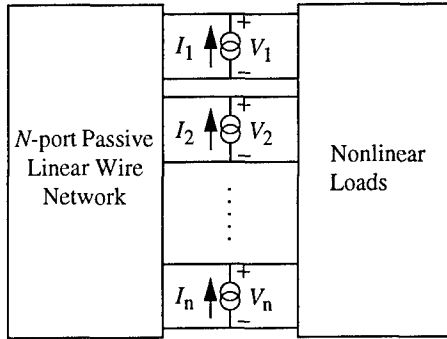 N-port Passive
Linear Wire
Network
I1
+
V1
−
I2
+
V2
−
In
+
Vn
−
Nonlinear
Loads